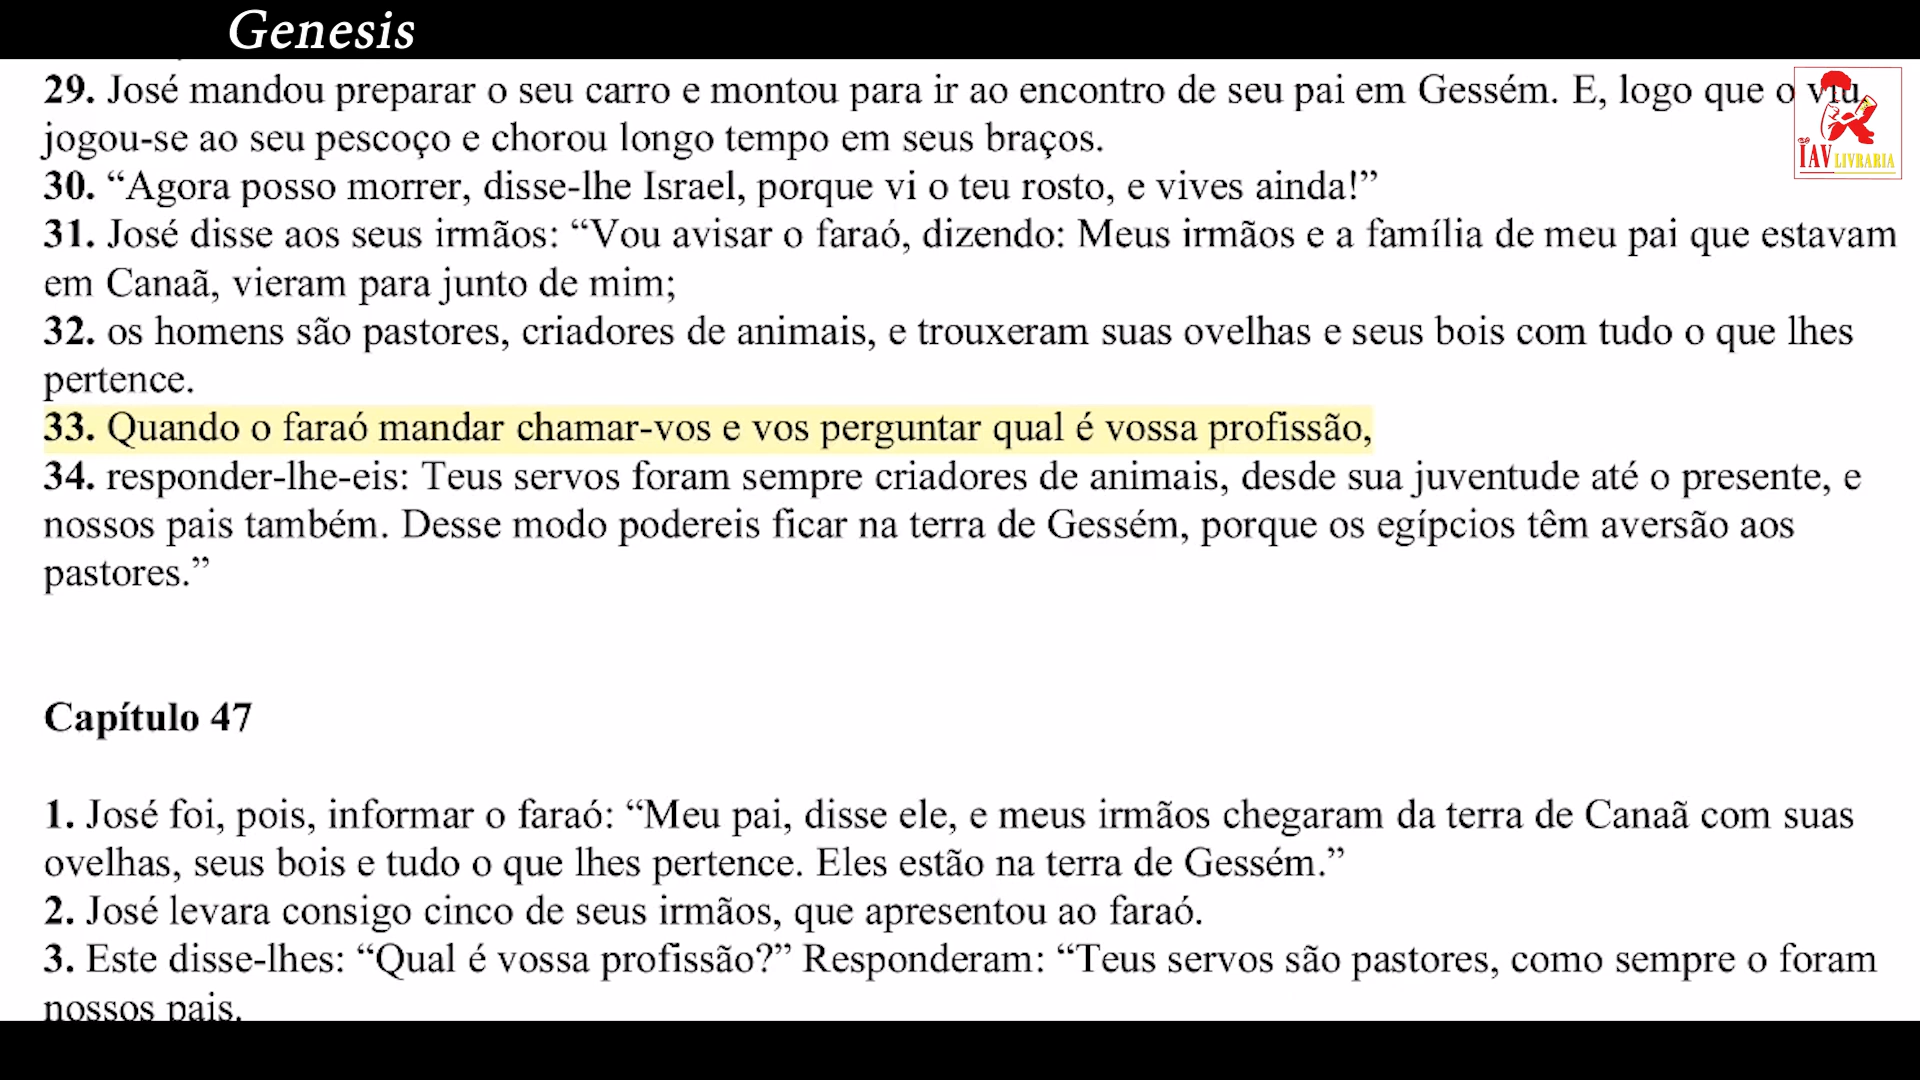 Genesis
29. José mandou preparar o seu carro e montou para ir ao encontro de seu pai em Gessém. E, logo que o viu,
jogou-se ao seu pescoço e chorou longo tempo em seus braços.
30. “Agora posso morrer, disse-lhe Israel, porque vi o teu rosto, e vives ainda!”
31. José disse aos seus irmãos: “Vou avisar o faraó, dizendo: Meus irmãos e a família de meu pai que estavam
em Canaã, vieram para junto de mim;
32. os homens são pastores, criadores de animais, e trouxeram suas ovelhas e seus bois com tudo o que lhes
pertence.
33. Quando o faraó mandar chamar-vos e vos perguntar qual é vossa profissão,
34. responder-lhe-eis: Teus servos foram sempre criadores de animais, desde sua juventude até o presente, e
nossos pais também. Desse modo podereis ficar na terra de Gessém, porque os egípcios têm aversão aos
pastores.”
Capítulo 47
1. José foi, pois, informar o faraó: “Meu pai, disse ele, e meus irmãos chegaram da terra de Canaã com suas
ovelhas, seus bois e tudo o que lhes pertence. Eles estão na terra de Gessém.”
2. José levara consigo cinco de seus irmãos, que apresentou ao faraó.
3. Este disse-lhes: “Qual é vossa profissão?” Responderam: “Teus servos são pastores, como sempre o foram
nossos pais.
IAV LIVRARIA